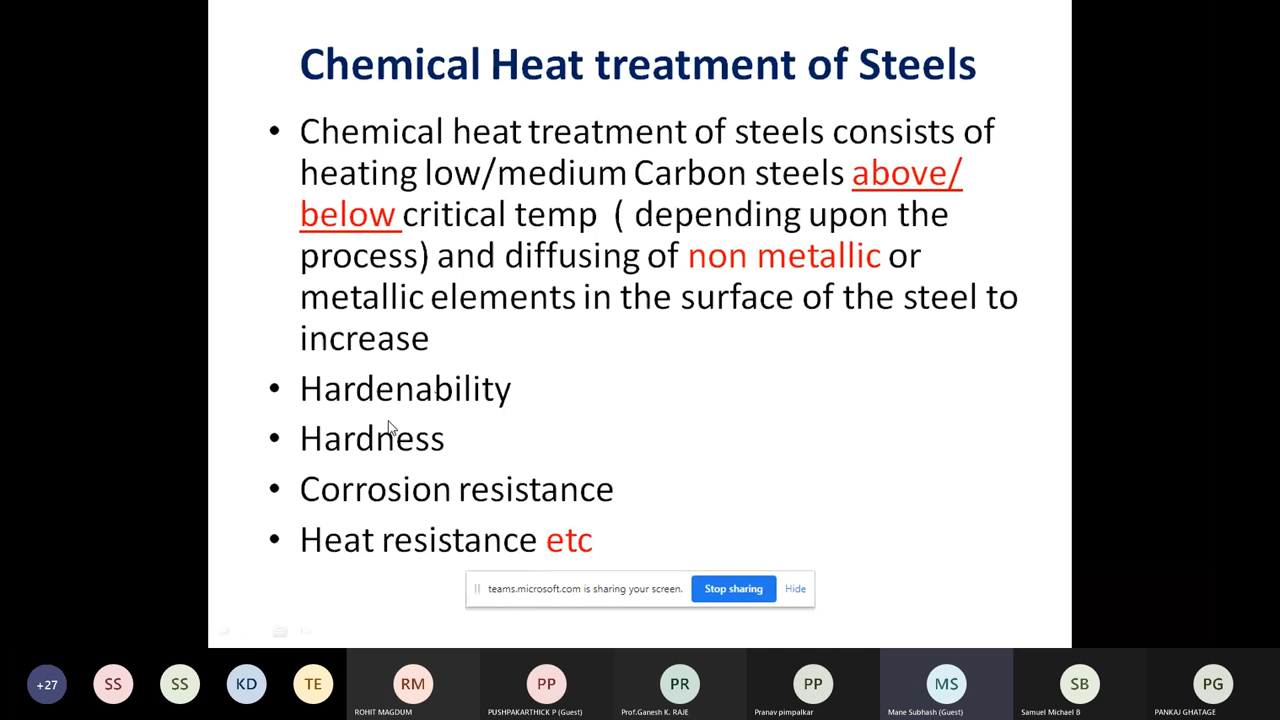 Chemical Heat treatment of Steels
• Chemical heat treatment of steels consists of
heating low/medium Carbon steels above/
below critical temp ( depending upon the
process) and diffusing of non metallic or
metallic elements in the surface of the steel to
increase
• Hardenability
• Hardness
• Corrosion resistance
• Heat resistance etc
teams.microsoft.com is sharing your screen. Stop sharing Hide
+27 SS SS KD TE RM PP PR PP MS SB PG
ROHIT MAGDUM PUSHPAKARTHICK P (Guest) Prof.Ganesh K. RAJE Pranav pimpalkar Mane Subhash (Guest) Samuel Michael B PANKAJ GHATAGE